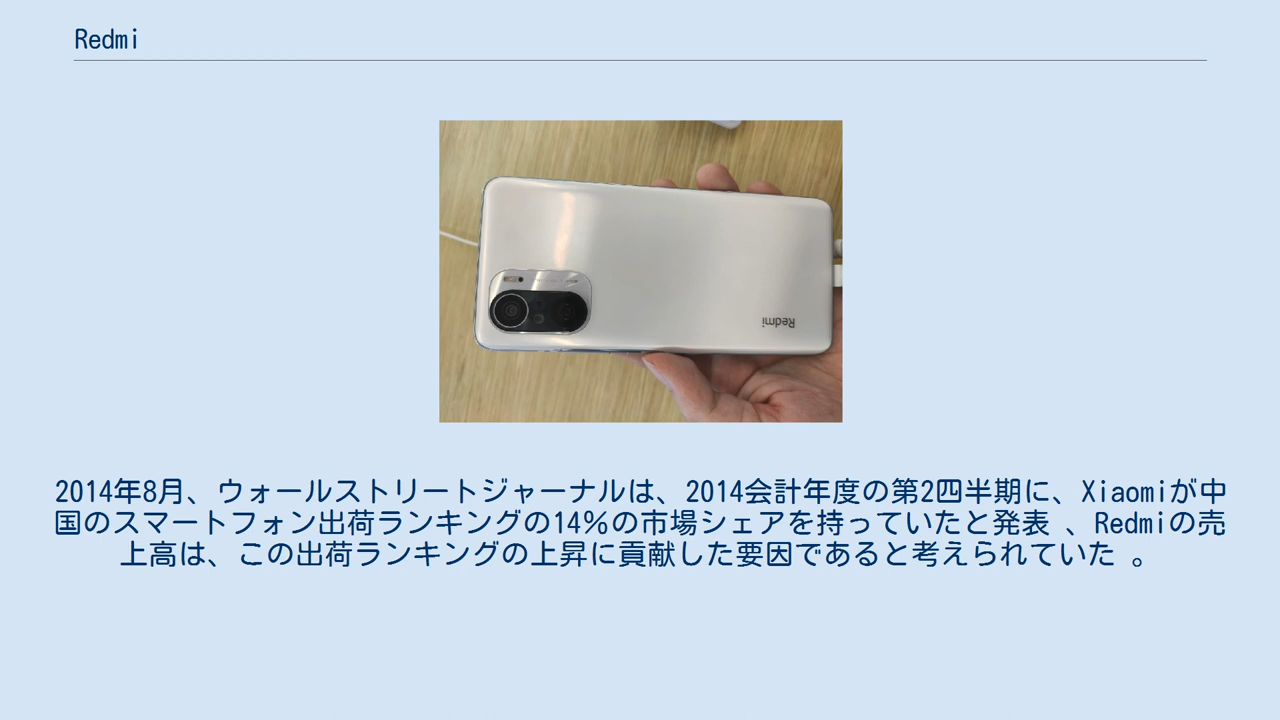 Redmi
Redmi
2014年8月、ウォールストリートジャーナルは、2014会計年度の第2四半期に、Xiaomiが中
国のスマートフォン出荷ランキングの14%の市場シェアを持っていたと発表 、Redmiの売
上高は、この出荷ランキングの上昇に貢献した要因であると考えられていた 。